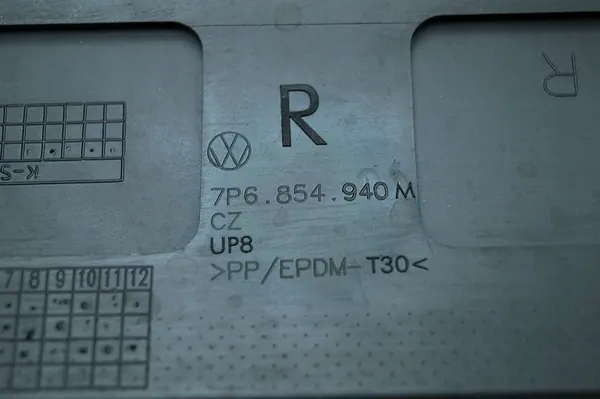 R
R
K-S
7P6.854.940 M
CZ
UP8
>PP/EPDM-T30<
7 8 9 10 11 12